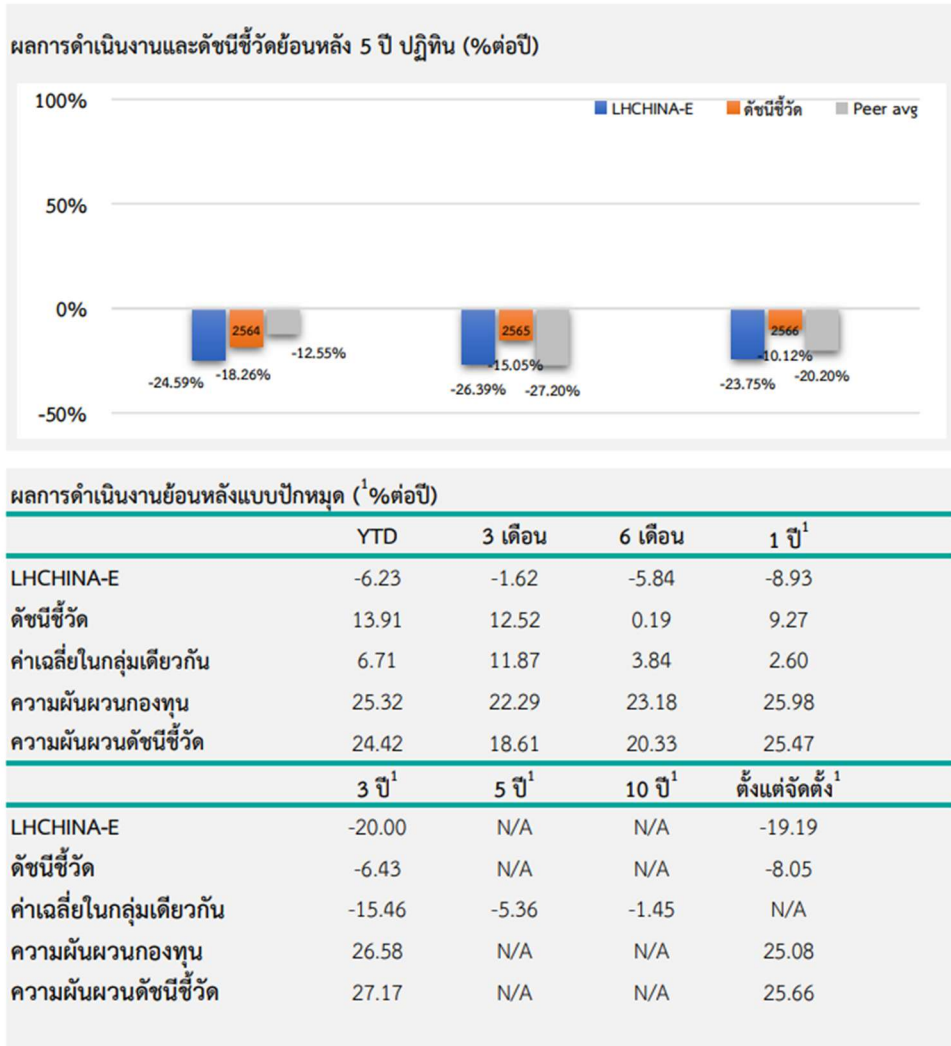 ผลการดำเนินงานและดัชนีชี้วัดย้อนหลัง 5 ปี ปฏิทิน (%ต่อปี)
100%
LHCHINA-E ดัชนีชี้วัด Peer avg
50%
0%
2564 2565 2566
-24.59% -18.26% -12.55%
-26.39% -15.05% -27.20%
-23.75% -10.12% -20.20%
-50%
ผลการดำเนินงานย้อนหลังแบบปักหมุด (¹%ต่อปี)
YTD 3 เดือน 6 เดือน 1 ปี¹
LHCHINA-E -6.23 -1.62 -5.84 -8.93
ดัชนีชี้วัด 13.91 12.52 0.19 9.27
ค่าเฉลี่ยในกลุ่มเดียวกัน 6.71 11.87 3.84 2.60
ความผันผวนกองทุน 25.32 22.29 23.18 25.98
ความผันผวนดัชนีชี้วัด 24.42 18.61 20.33 25.47
3 ปี¹ 5 ปี¹ 10 ปี¹ ตั้งแต่จัดตั้ง¹
LHCHINA-E -20.00 N/A N/A -19.19
ดัชนีชี้วัด -6.43 N/A N/A -8.05
ค่าเฉลี่ยในกลุ่มเดียวกัน -15.46 -5.36 -1.45 N/A
ความผันผวนกองทุน 26.58 N/A N/A 25.08
ความผันผวนดัชนีชี้วัด 27.17 N/A N/A 25.66